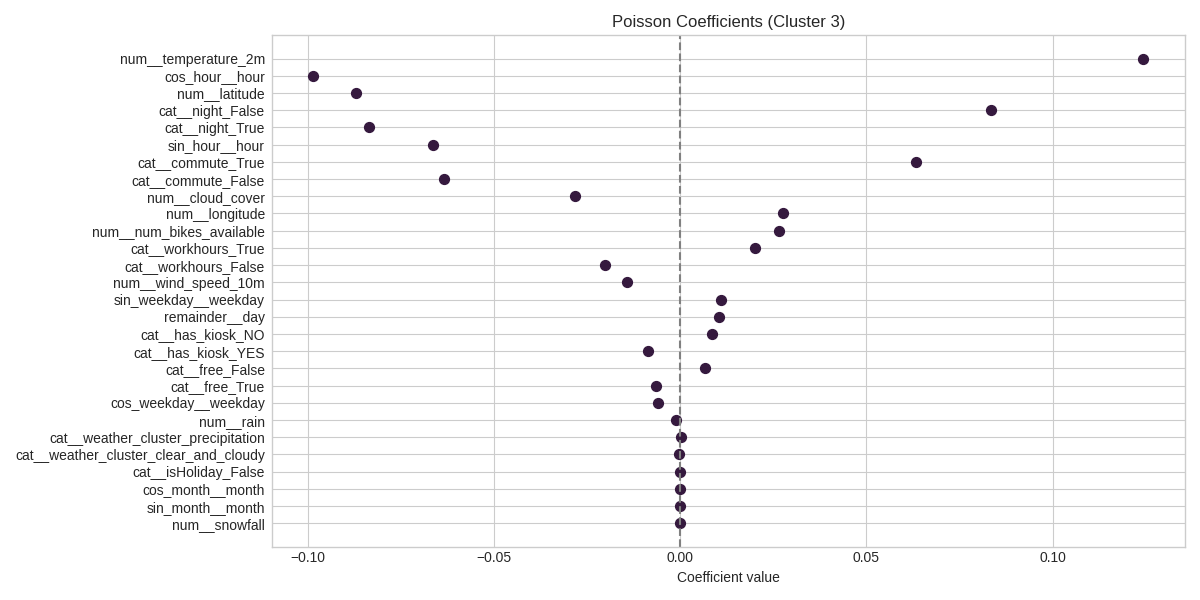 Poisson Coefficients (Cluster 3)
num__temperature_2m
cos_hour__hour
num__latitude
cat__night_False
cat__night_True
sin_hour__hour
cat__commute_True
cat__commute_False
num__cloud_cover
num__longitude
num__num_bikes_available
cat__workhours_True
cat__workhours_False
num__wind_speed_10m
sin_weekday__weekday
remainder__day
cat__has_kiosk_NO
cat__has_kiosk_YES
cat__free_False
cat__free_True
cos_weekday__weekday
num__rain
cat__weather_cluster_precipitation
cat__weather_cluster_clear_and_cloudy
cat__isHoliday_False
cos_month__month
sin_month__month
num__snowfall
−0.10 −0.05 0.00 0.05 0.10
Coefficient value